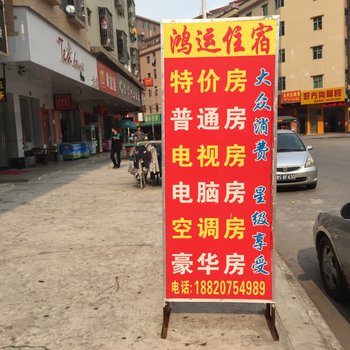 鸿运住宿
特价房
普通房
电视房
电脑房
空调房
豪华房
大众消费 星级享受
电话:18820754989